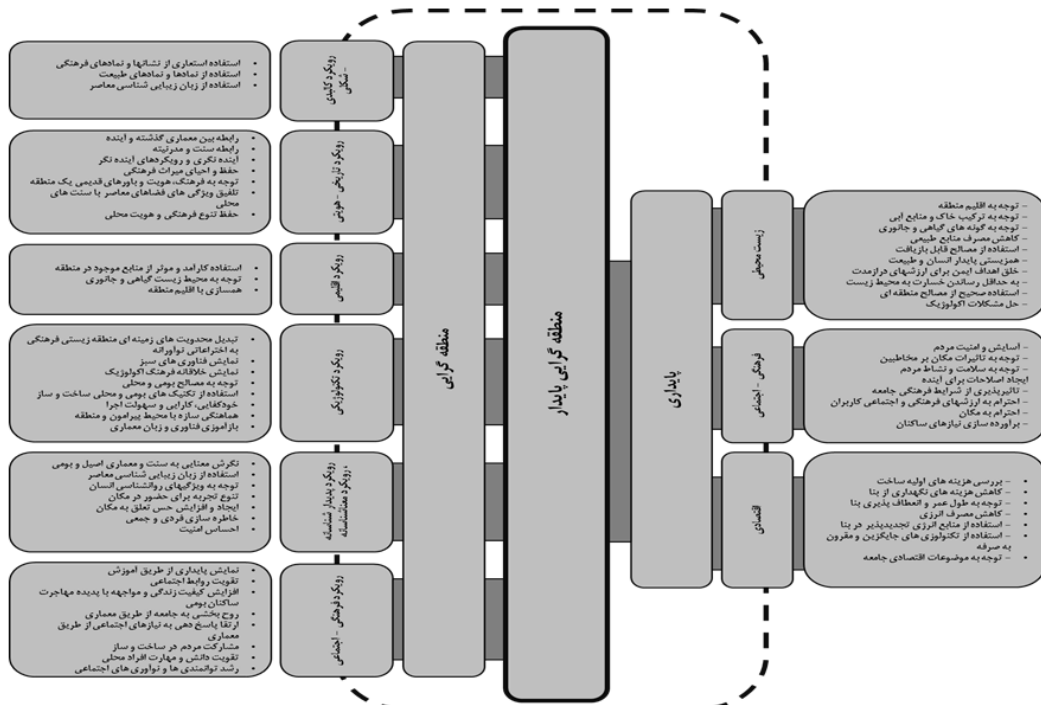 منطقه گرایی پایدار
پایداری
زیست محیطی
– توجه به اقلیم منطقه
– توجه به ترکیب خاک و منابع آبی
– توجه به گونه های گیاهی و جانوری
– کاهش مصرف منابع طبیعی
– استفاده از مصالح قابل بازیافت
– همزیستی پایدار انسان و طبیعت
– خلق اهداف ایمن برای ارزشهای درازمدت
– به حداقل رساندن خسارت به محیط زیست
– استفاده صحیح از مصالح منطقه ای
– حل مشکلات اکولوژیک
فرهنگی - اجتماعی
– آسایش و امنیت مردم
– توجه به تاثیرات مکان بر مخاطبین
– توجه به سلامت و نشاط مردم
ایجاد اصلاحات برای آینده
– تاثیرپذیری از شرایط فرهنگی جامعه
– احترام به ارزشهای فرهنگی و اجتماعی کاربران
– احترام به مکان
– برآورده سازی نیازهای ساکنان
اقتصادی
• – بررسی هزینه های اولیه ساخت
• – کاهش هزینه های نگهداری از بنا
• – توجه به طول عمر و انعطاف پذیری بنا
• – کاهش مصرف انرژی
• – استفاده از منابع انرژی تجدیدپذیر در بنا
• – استفاده از تکنولوژی های جایگزین و مقرون
به صرفه
• – توجه به موضوعات اقتصادی جامعه
منطقه گرایی
رویکرد کالبدی
- شکلی
• استفاده استعاری از نشانها و نمادهای فرهنگی
• استفاده از نمادها و نمادهای طبیعت
• استفاده از زبان زیبایی شناسی معاصر
رویکرد تاریخی - هویتی
• رابطه بین معماری گذشته و آینده
• رابطه سنت و مدرنیته
• آینده نگری و رویکردهای آینده نگر
• حفظ و احیای میراث فرهنگی
• توجه به فرهنگ، هویت و باورهای قدیمی یک منطقه
• تلفیق ویژگی های فضاهای معاصر با سنت های
محلی
• حفظ تنوع فرهنگی و هویت محلی
رویکرد اقلیمی
• استفاده کارآمد و موثر از منابع موجود در منطقه
• توجه به محیط زیست گیاهی و جانوری
• همسازی با اقلیم منطقه
رویکرد تکنولوژیکی
• تبدیل محدودیت های زمینه ای منطقه زیستی فرهنگی
به اختراعاتی نوآورانه
• نمایش فناوری های سبز
• نمایش خلاقانه فرهنگ اکولوژیک
• توجه به مصالح بومی و محلی
• استفاده از تکنیک های بومی و محلی ساخت و ساز
• خودکفایی، کارایی و سهولت اجرا
• هماهنگی سازه با محیط پیرامون و منطقه
• بازآموزی فناوری و زبان معماری
رویکرد پدیدار شناسانه
، رویکرد معناشناسانه
• نگرش معنایی به سنت و معماری اصیل و بومی
• استفاده از زبان زیبایی شناسی معاصر
• توجه به ویژگیهای روانشناسی انسان
• تنوع تجربه برای حضور در مکان
• ایجاد و افزایش حس تعلق به مکان
• خاطره سازی فردی و جمعی
• احساس امنیت
رویکرد فرهنگی - اجتماعی
• نمایش پایداری از طریق آموزش
• تقویت روابط اجتماعی
• افزایش کیفیت زندگی و مواجهه با پدیده مهاجرت
ساکنان بومی
• روح بخشی به جامعه از طریق معماری
• ارتقا پاسخ دهی به نیازهای اجتماعی از طریق
معماری
• مشارکت مردم در ساخت و ساز
• تقویت دانش و مهارت افراد محلی
• رشد توانمندی ها و نوآوری های اجتماعی